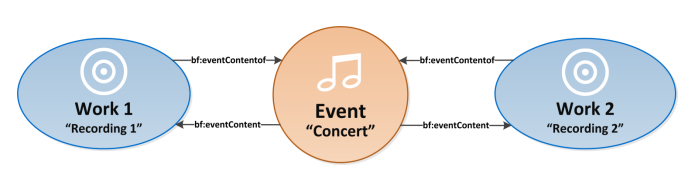 bf:eventContentof
bf:eventContentof
Work 1
"Recording 1"
Event
"Concert"
Work 2
"Recording 2"
bf:eventContent
bf:eventContent